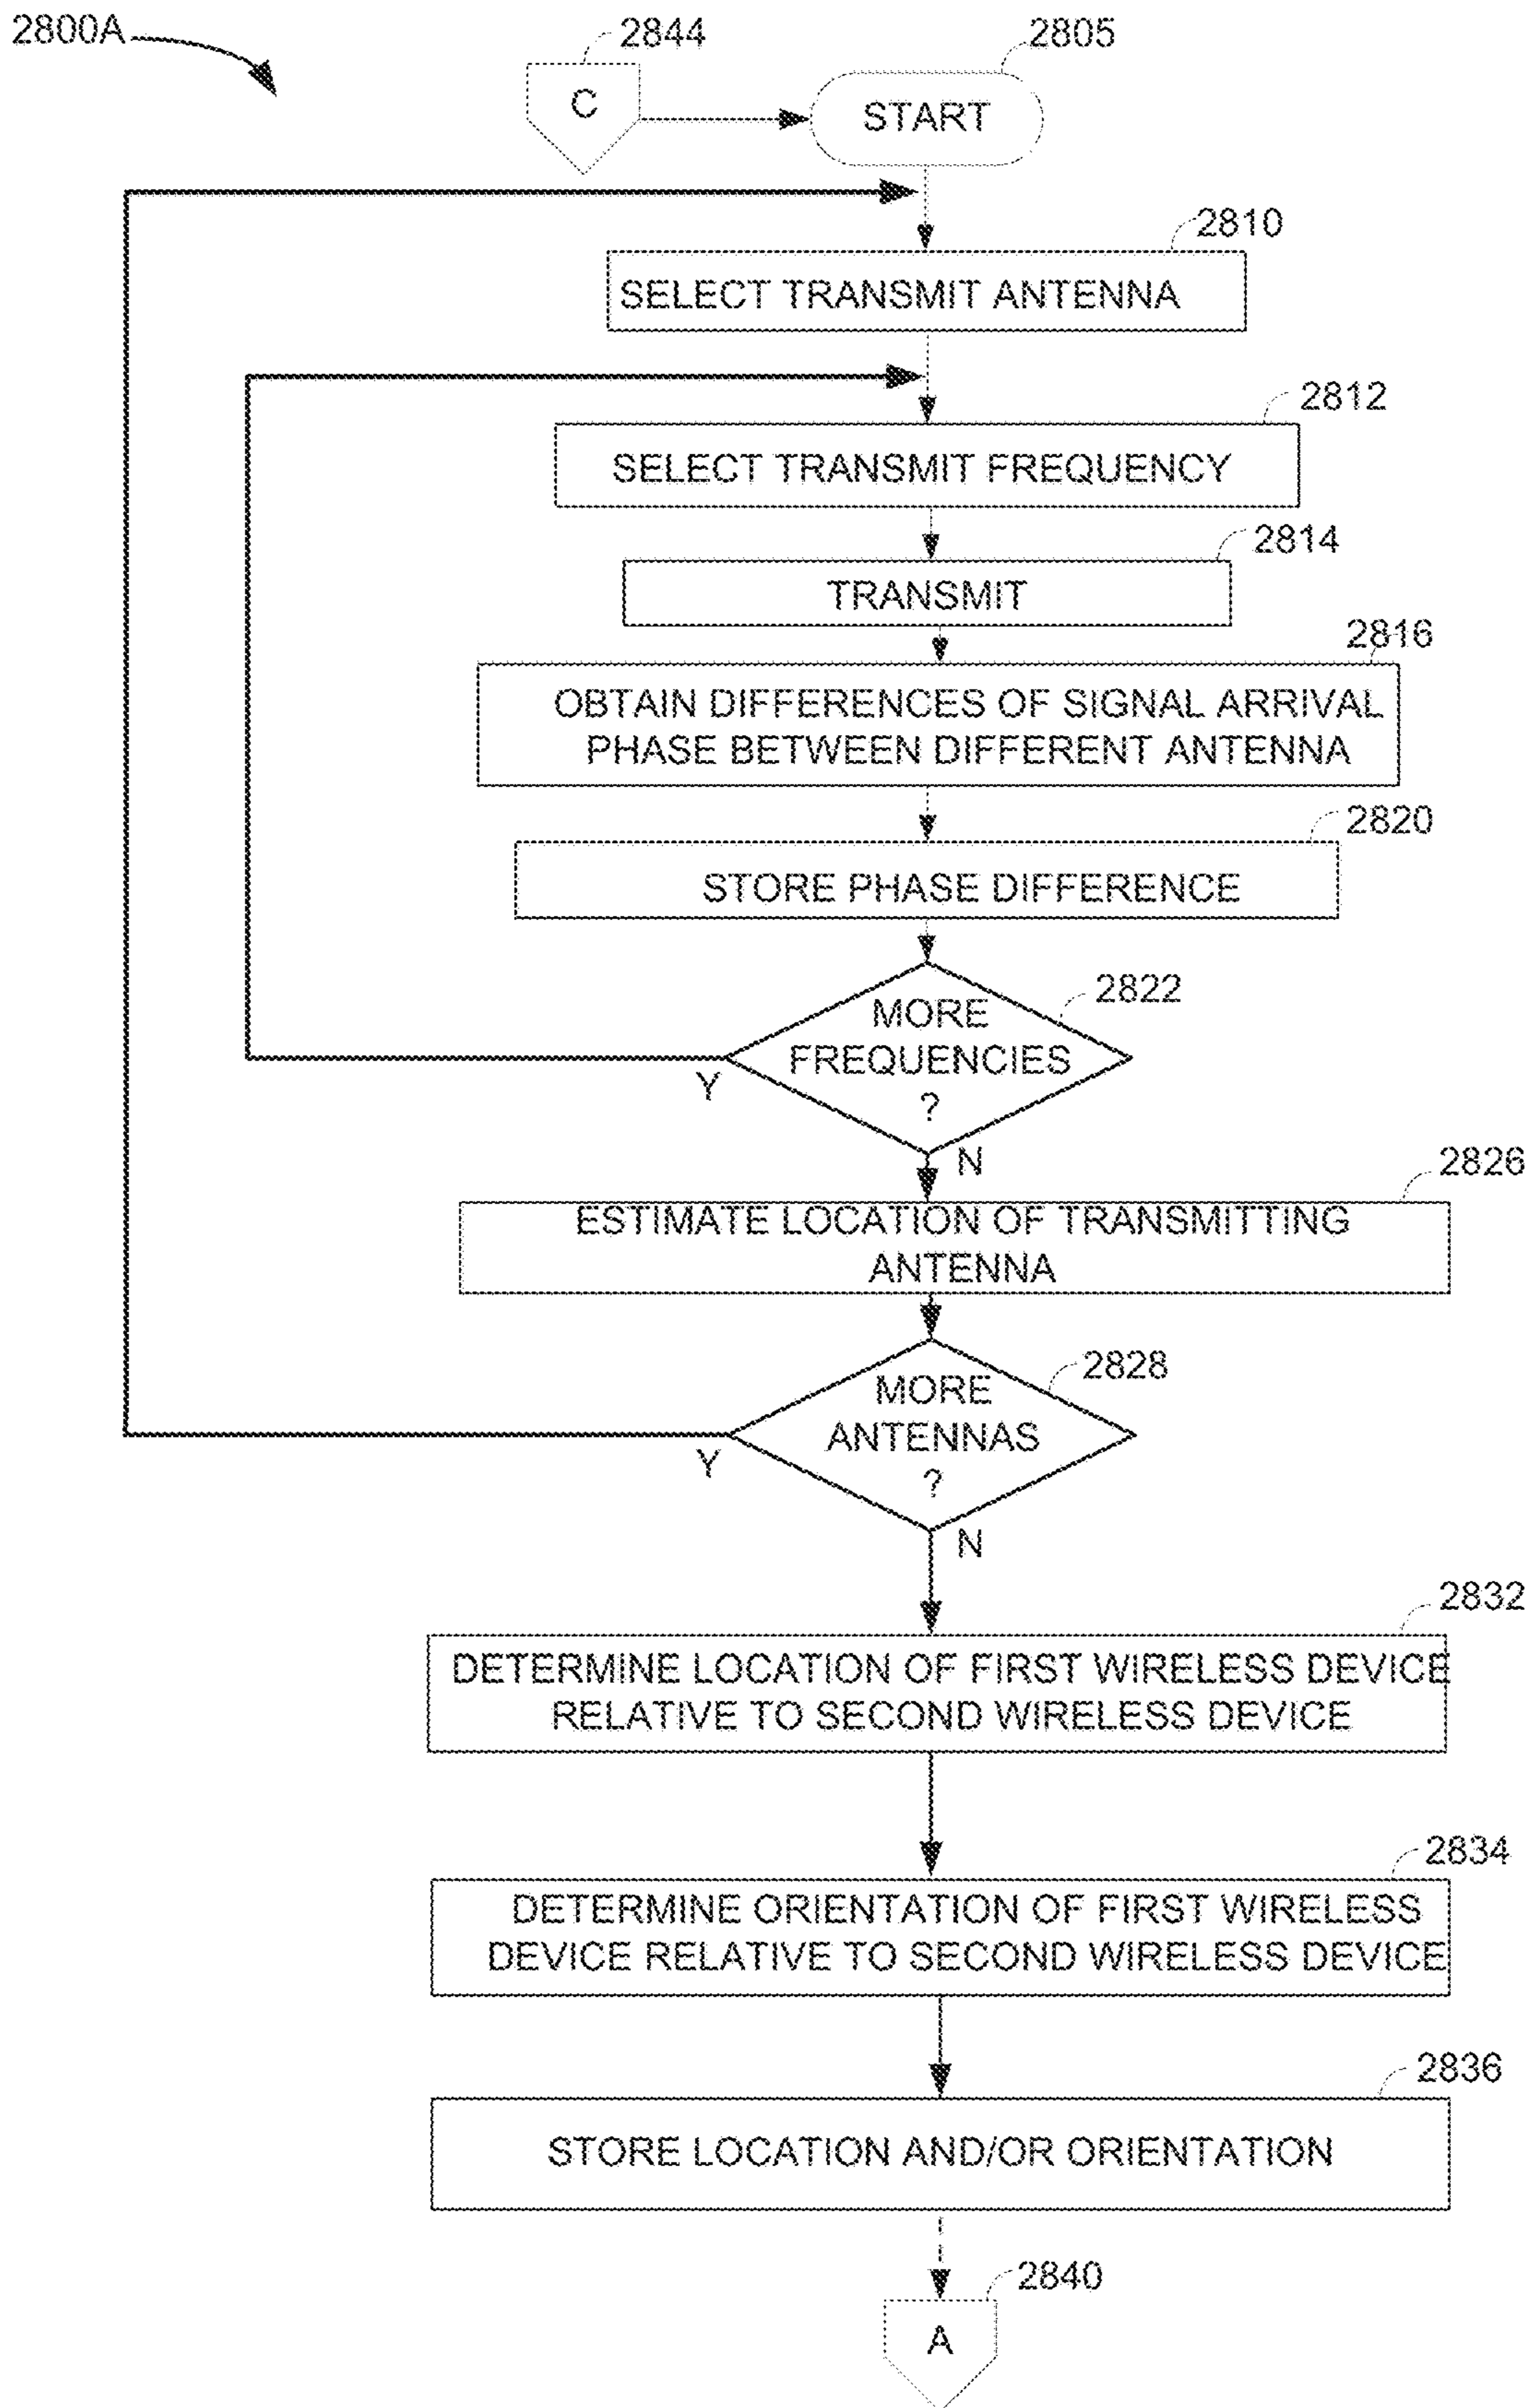 2800A
2844
2805
C
START
2810
SELECT TRANSMIT ANTENNA
2812
SELECT TRANSMIT FREQUENCY
2814
TRANSMIT
2816
OBTAIN DIFFERENCES OF SIGNAL ARRIVAL
PHASE BETWEEN DIFFERENT ANTENNA
2820
STORE PHASE DIFFERENCE
2822
MORE
FREQUENCIES
?
Y
N
2826
ESTIMATE LOCATION OF TRANSMITTING
ANTENNA
2828
MORE
ANTENNAS
?
Y
N
2832
DETERMINE LOCATION OF FIRST WIRELESS DEVICE
RELATIVE TO SECOND WIRELESS DEVICE
2834
DETERMINE ORIENTATION OF FIRST WIRELESS
DEVICE RELATIVE TO SECOND WIRELESS DEVICE
2836
STORE LOCATION AND/OR ORIENTATION
2840
A